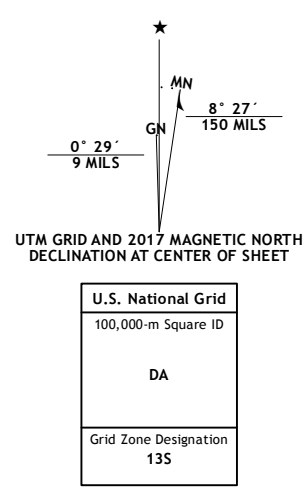 ★
MN
8° 27´
150 MILS
GN
0° 29´
9 MILS
UTM GRID AND 2017 MAGNETIC NORTH
DECLINATION AT CENTER OF SHEET
U.S. National Grid
100,000-m Square ID
DA
Grid Zone Designation
13S